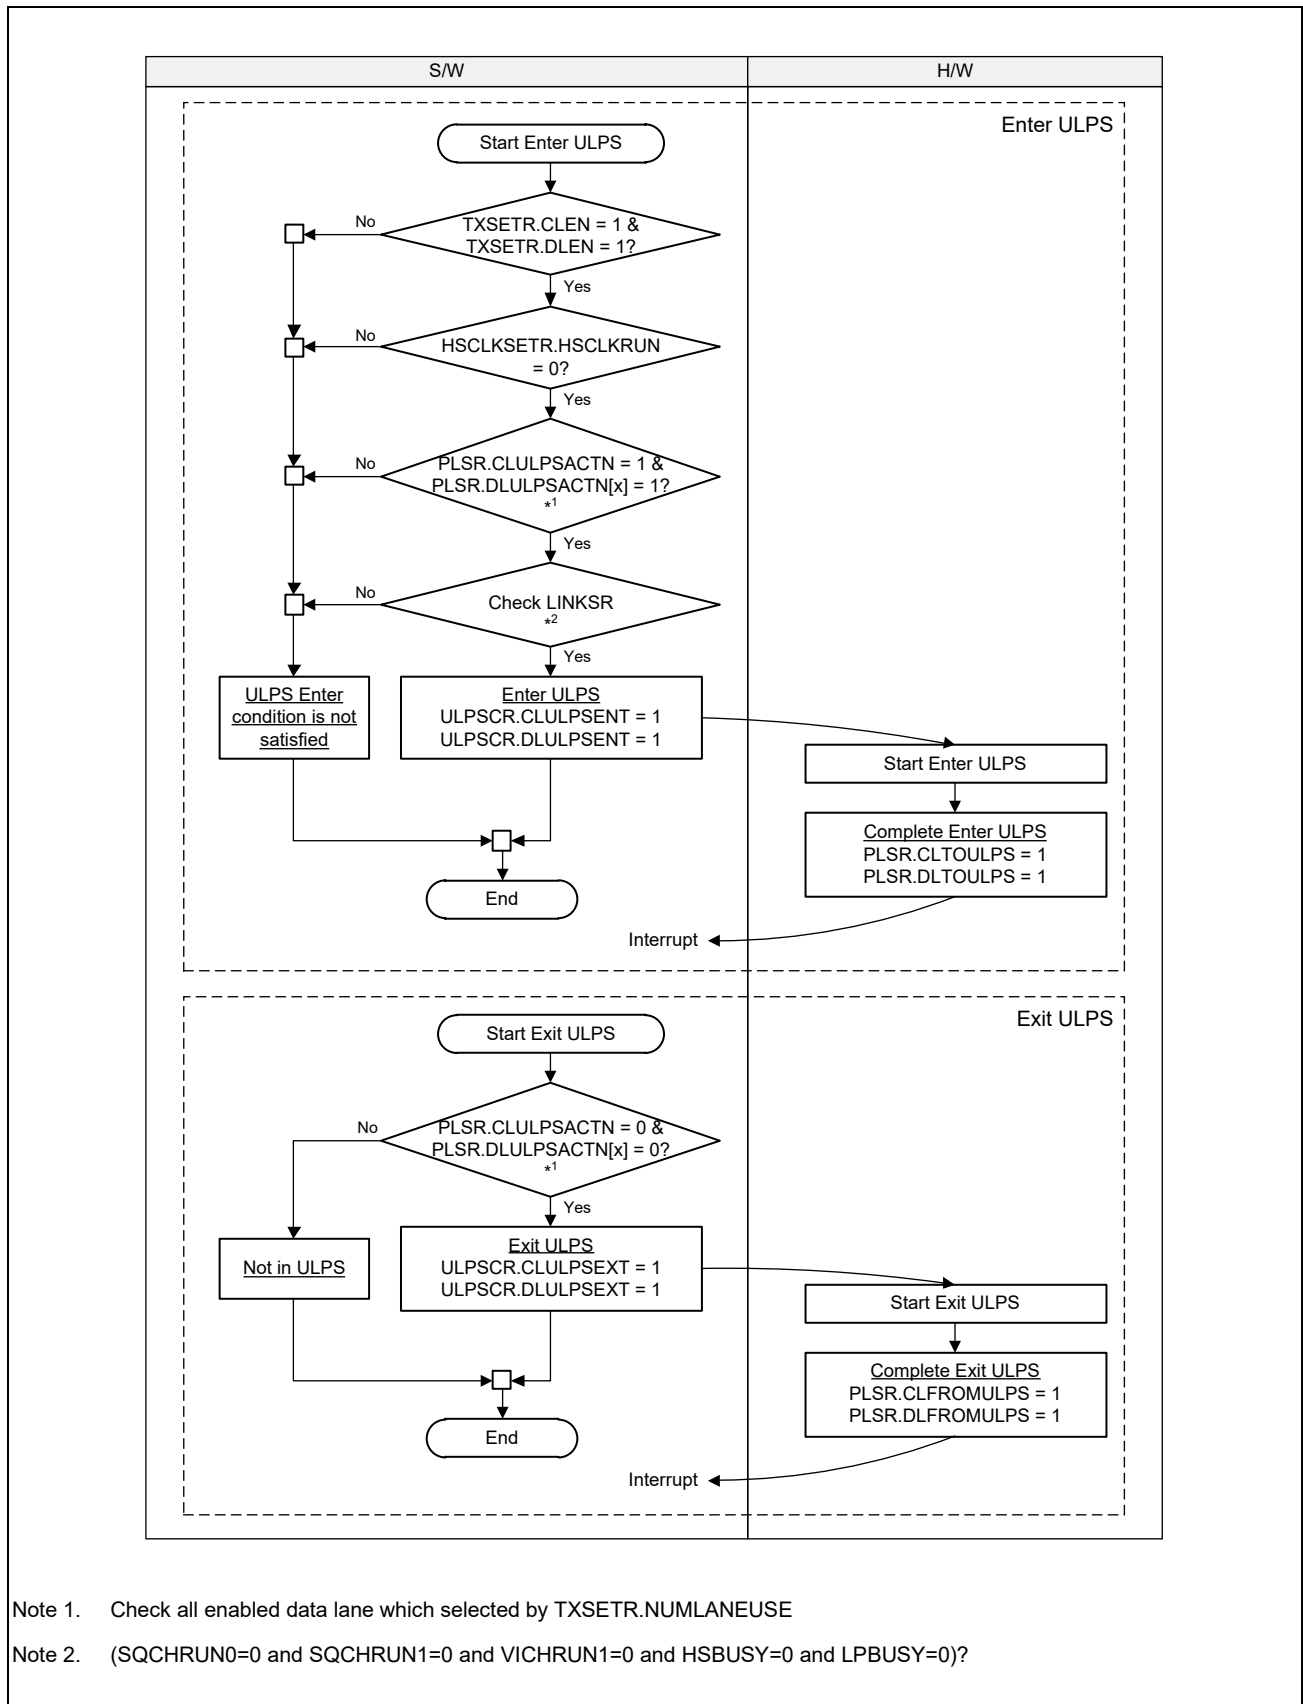 S/W
H/W
Enter ULPS
Start Enter ULPS
TXSETR.CLEN = 1 &
TXSETR.DLEN = 1?
No
Yes
HSCLKSETR.HSCLKRUN
= 0?
No
Yes
PLSR.CLULPSACTN = 1 &
PLSR.DLULPSACTN[x] = 1?
*1
No
Yes
Check LINKSR
*2
No
Yes
ULPS Enter
condition is not
satisfied
Enter ULPS
ULPSCR.CLULPSENT = 1
ULPSCR.DLULPSENT = 1
Start Enter ULPS
Complete Enter ULPS
PLSR.CLTOULPS = 1
PLSR.DLTOULPS = 1
End
Interrupt
Exit ULPS
Start Exit ULPS
PLSR.CLULPSACTN = 0 &
PLSR.DLULPSACTN[x] = 0?
*1
No
Yes
Not in ULPS
Exit ULPS
ULPSCR.CLULPSEXT = 1
ULPSCR.DLULPSEXT = 1
Start Exit ULPS
Complete Exit ULPS
PLSR.CLFROMULPS = 1
PLSR.DLFROMULPS = 1
End
Interrupt
Note 1. Check all enabled data lane which selected by TXSETR.NUMLANEUSE
Note 2. (SQCHRUN0=0 and SQCHRUN1=0 and VICHRUN1=0 and HSBUSY=0 and LPBUSY=0)?